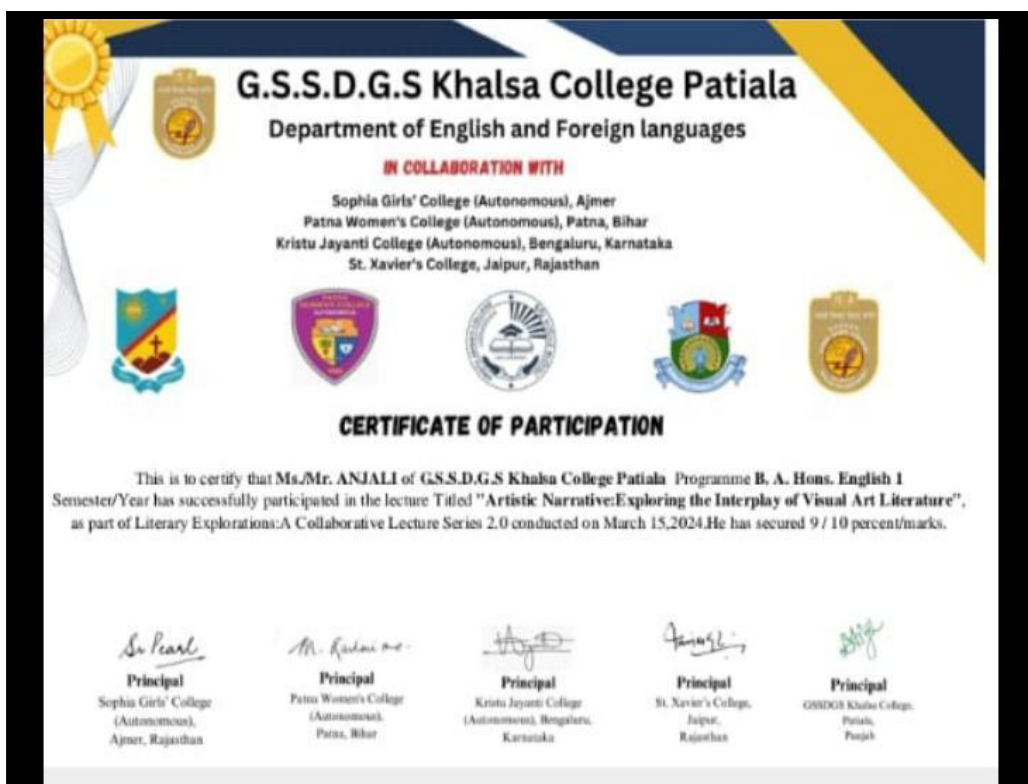 G.S.S.D.G.S Khalsa College Patiala
Department of English and Foreign languages
IN COLLABORATION WITH
Sophia Girls' College (Autonomous), Ajmer
Patna Women's College (Autonomous), Patna, Bihar
Kristu Jayanti College (Autonomous), Bengaluru, Karnataka
St. Xavier's College, Jaipur, Rajasthan
PATNA
WOMEN'S COLLEGE
AUTONOMOUS
CERTIFICATE OF PARTICIPATION
This is to certify that Ms./Mr. ANJALI of G.S.S.D.G.S Khalsa College Patiala Programme B. A. Hons. English 1
Semester/Year has successfully participated in the lecture Titled "Artistic Narrative:Exploring the Interplay of Visual Art Literature",
as part of Literary Explorations:A Collaborative Lecture Series 2.0 conducted on March 15,2024.He has secured 9 / 10 percent/marks.
Sr Pearl
Principal
Sophia Girls' College
(Autonomous),
Ajmer, Rajasthan
Principal
Patna Women's College
(Autonomous),
Patna, Bihar
Principal
Kristu Jayanti College
(Autonomous), Bengaluru,
Karnataka
Principal
St. Xavier's College,
Jaipur,
Rajasthan
Principal
GSSDGS Khalsa College,
Patiala,
Punjab